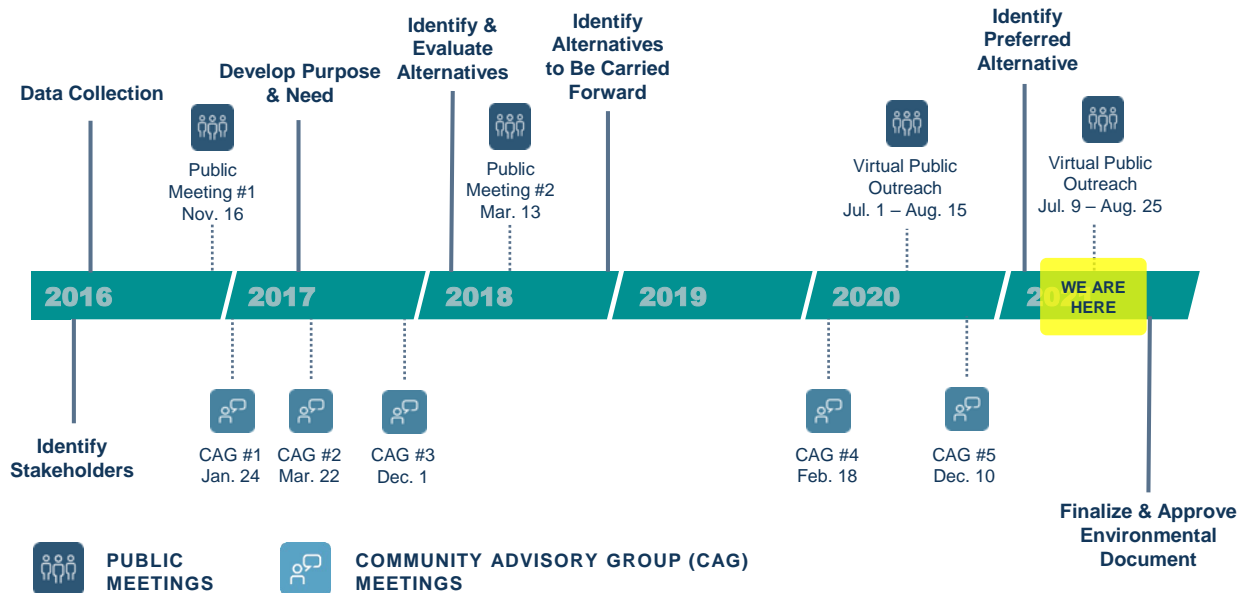 Data Collection
Public
Meeting #1
Nov. 16
Develop Purpose
& Need
Identify &
Evaluate
Alternatives
Public
Meeting #2
Mar. 13
Identify
Alternatives
to Be Carried
Forward
Virtual Public
Outreach
Jul. 1 – Aug. 15
Identify
Preferred
Alternative
Virtual Public
Outreach
Jul. 9 – Aug. 25
2016
2017
2018
2019
2020
WE ARE
HERE
Identify
Stakeholders
CAG #1
Jan. 24
CAG #2
Mar. 22
CAG #3
Dec. 1
CAG #4
Feb. 18
CAG #5
Dec. 10
Finalize & Approve
Environmental
Document
PUBLIC
MEETINGS
COMMUNITY ADVISORY GROUP (CAG)
MEETINGS